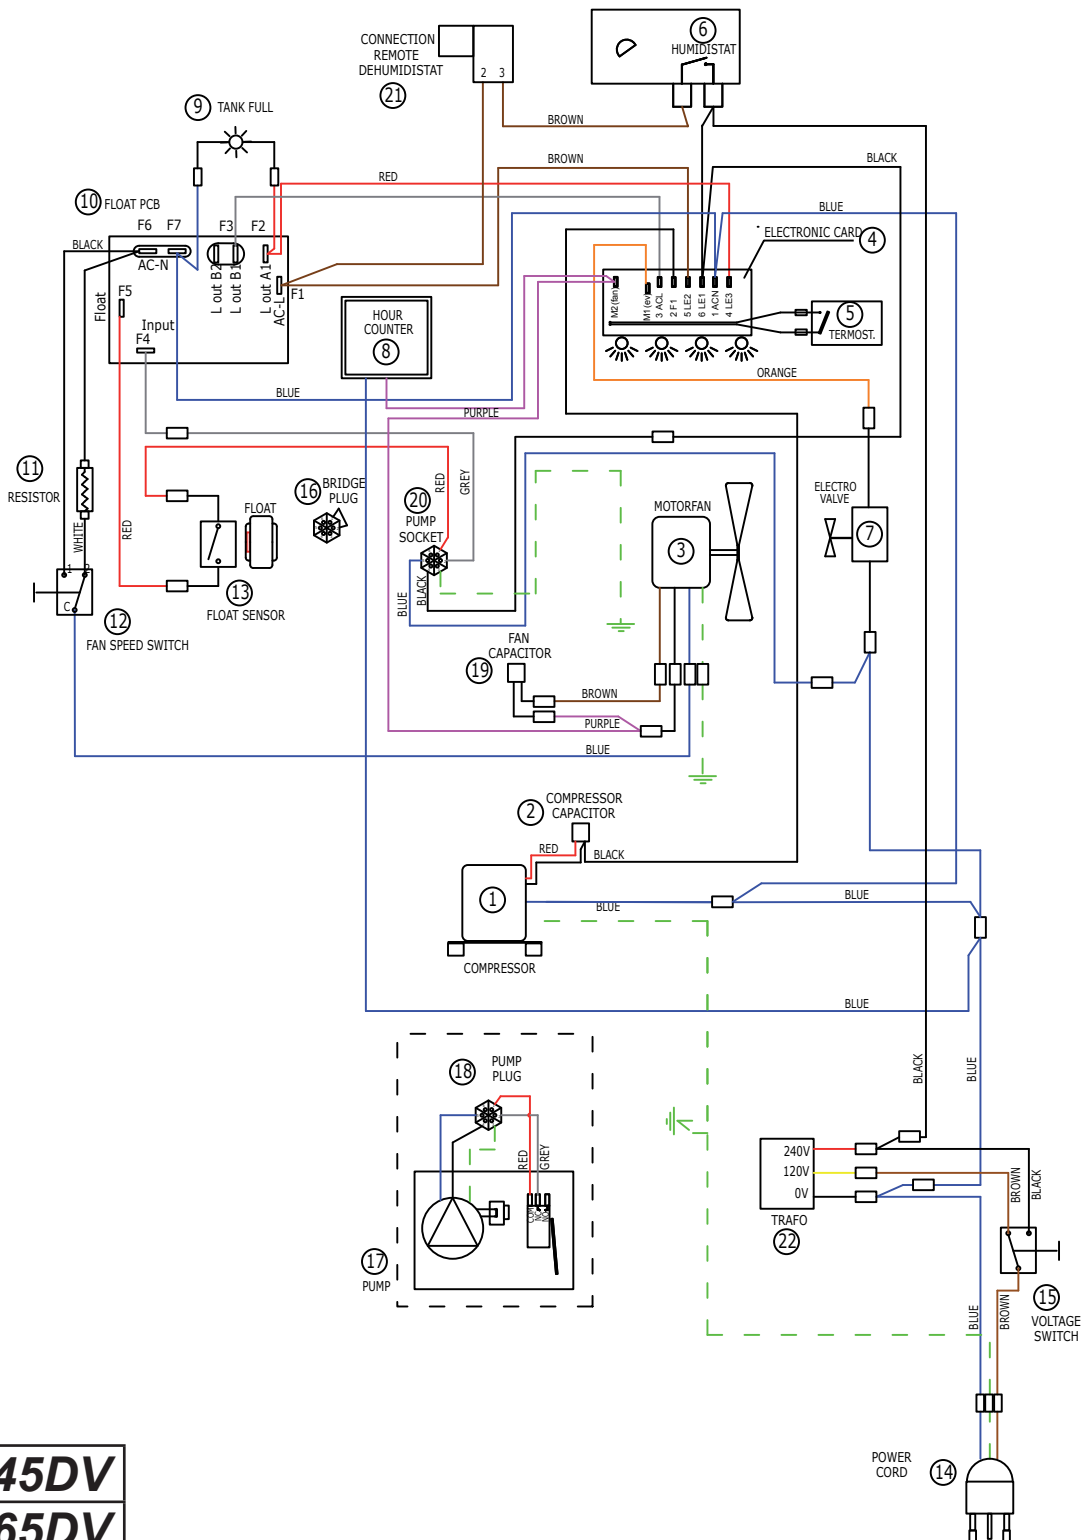 CONNECTION
REMOTE
DEHUMIDISTAT
21
2 3
6
HUMIDISTAT
9 TANK FULL
BROWN
BROWN
BLACK
RED
10 FLOAT PCB
BLUE
F6 F7 F3 F2
BLACK
AC-N
ELECTRONIC CARD 4
L out B2
L out B1
L out A1
AC-L
F1
F5
Float
Input
F4
M2(fan)
M1(ev)
3 ACL
2 F1
5 LE2
6 LE1
1 ACN
4 LE3
5
TERMOST.
HOUR
COUNTER
8
ORANGE
BLUE
PURPLE
11
RESISTOR
WHITE
RED
16 BRIDGE
PLUG
FLOAT
20
PUMP
SOCKET
RED
GREY
BLUE
BLACK
MOTORFAN
3
ELECTRO
VALVE
7
1 2
C
12
FAN SPEED SWITCH
13
FLOAT SENSOR
FAN
CAPACITOR
19
BROWN
PURPLE
BLUE
2
COMPRESSOR
CAPACITOR
RED
BLACK
1
BLUE
BLUE
COMPRESSOR
BLUE
BLACK
BLUE
18
PUMP
PLUG
RED
GREY
COM
NC
NO
17
PUMP
240V
120V
0V
TRAFO
22
BROWN
BLACK
15
VOLTAGE
SWITCH
BLUE
BROWN
POWER
CORD
14
45DV
65DV